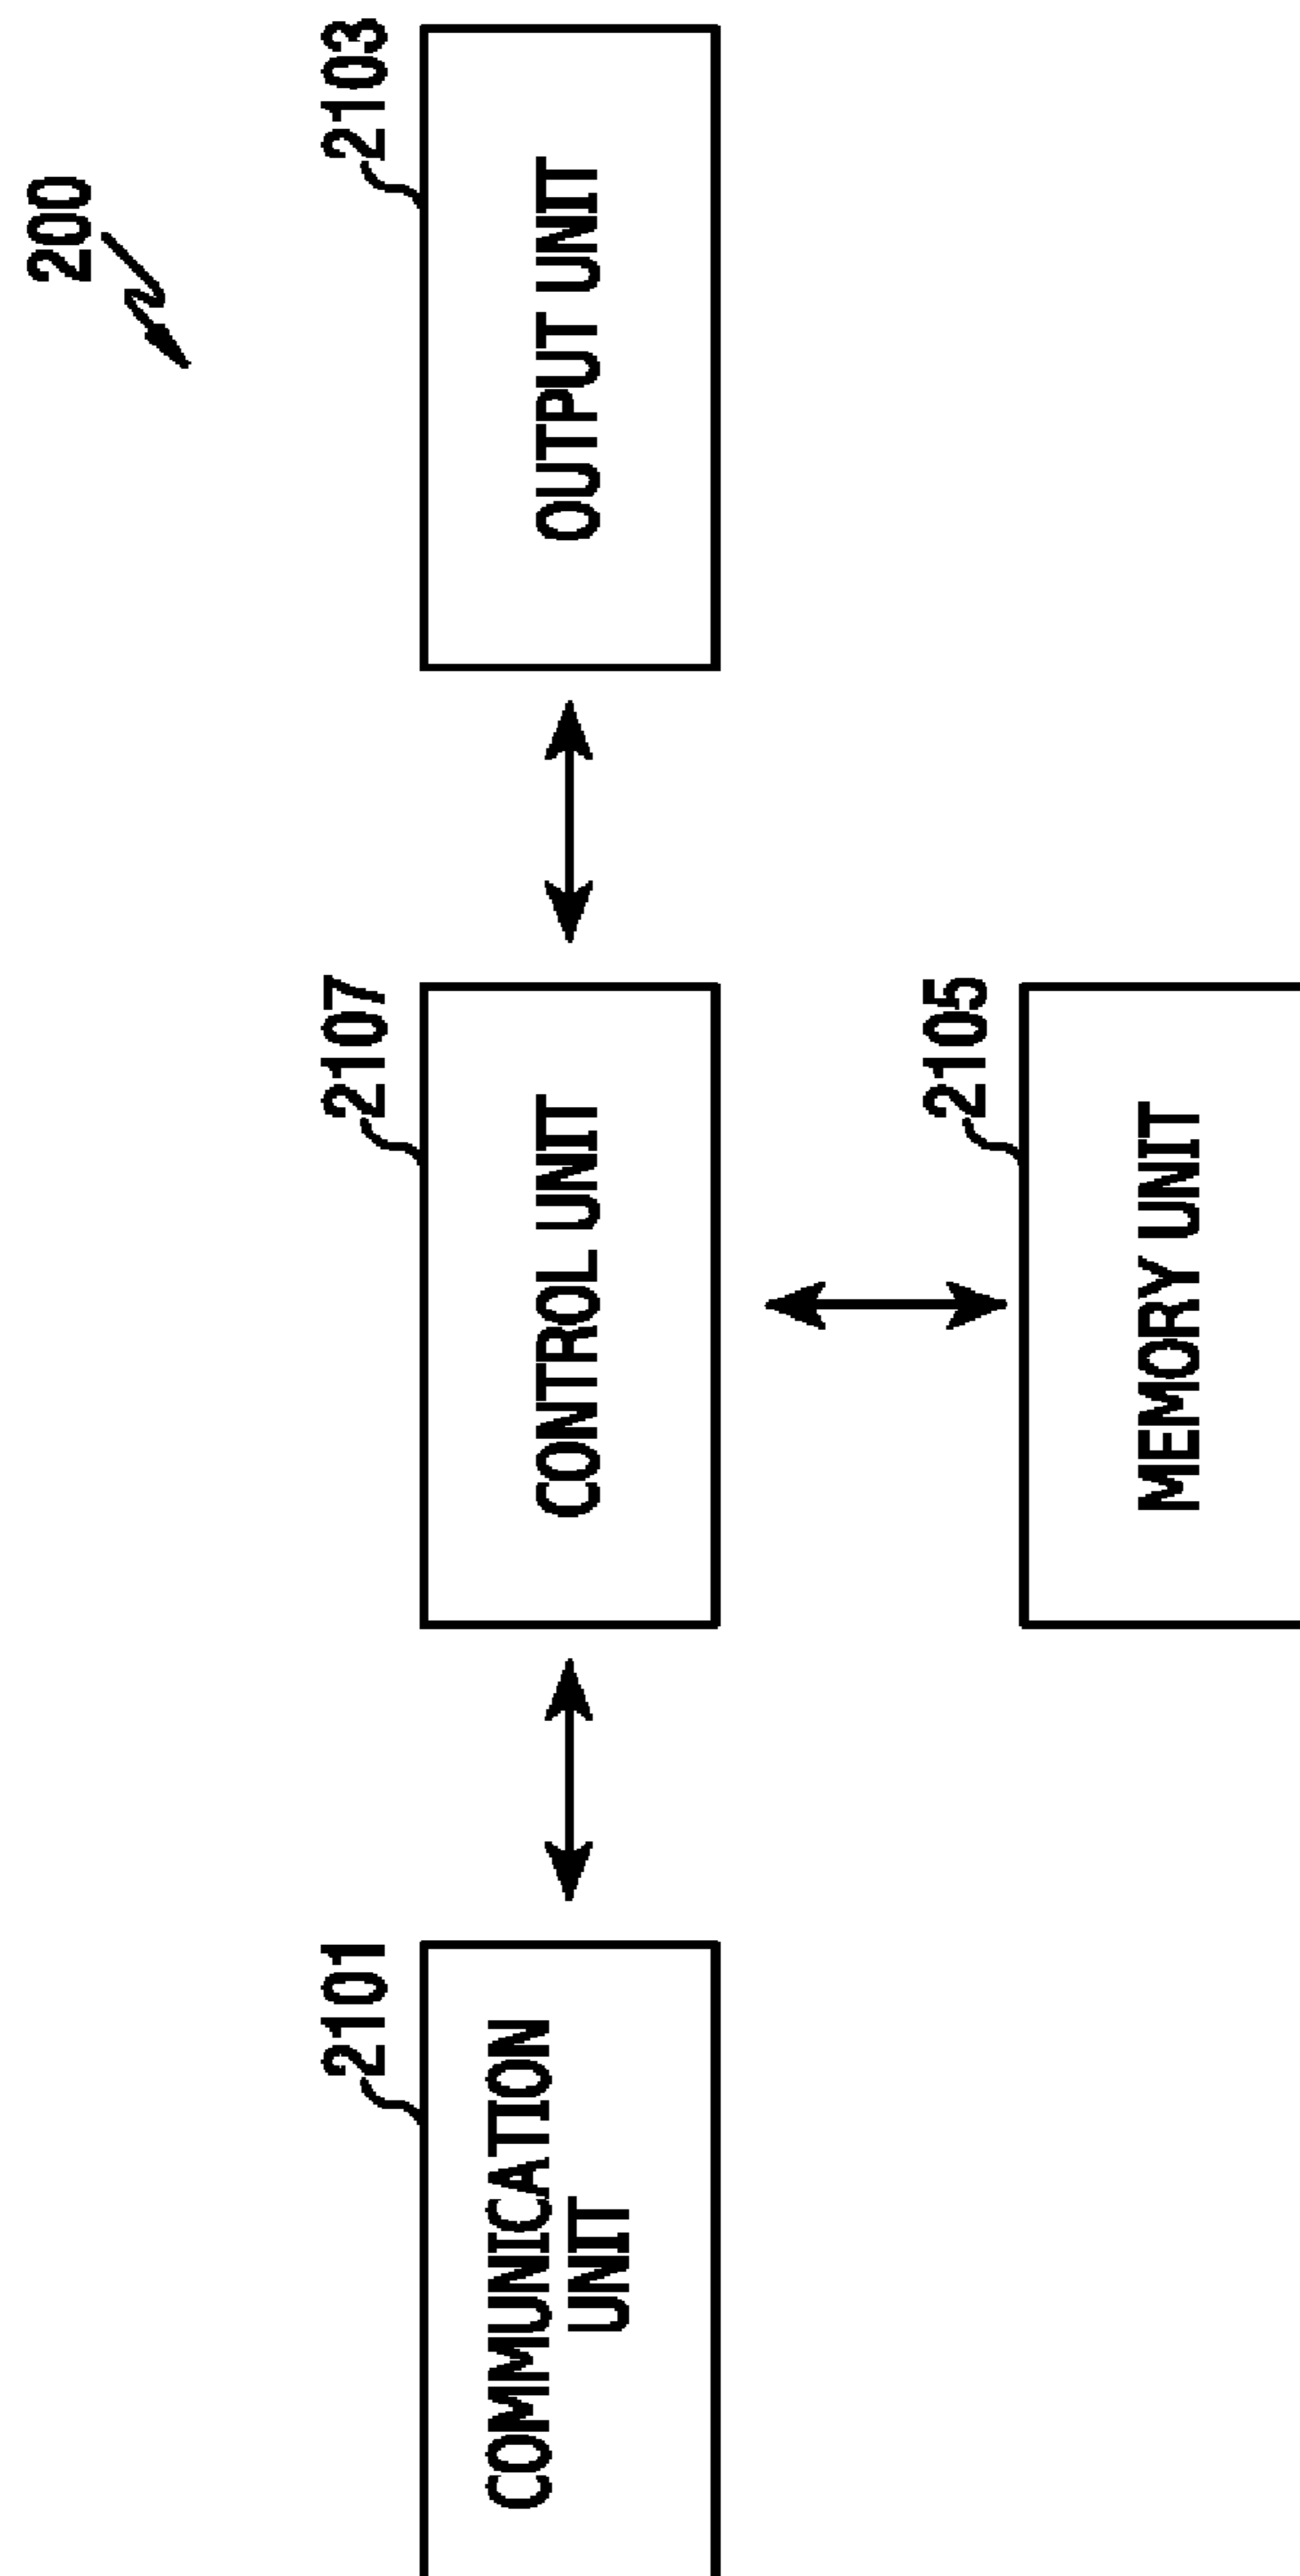 200
2101
COMMUNICATION
UNIT
2107
CONTROL UNIT
2103
OUTPUT UNIT
2105
MEMORY UNIT